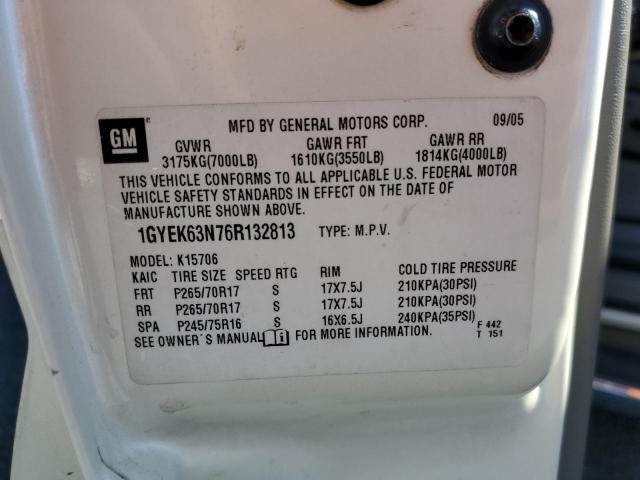 GM
MFD BY GENERAL MOTORS CORP. 09/05
GVWR GAWR FRT GAWR RR
3175KG(7000LB) 1610KG(3550LB) 1814KG(4000LB)
THIS VEHICLE CONFORMS TO ALL APPLICABLE U.S. FEDERAL MOTOR
VEHICLE SAFETY STANDARDS IN EFFECT ON THE DATE OF
MANUFACTURE SHOWN ABOVE.
1GYEK63N76R132813 TYPE: M.P.V.
MODEL: K15706
KAIC TIRE SIZE SPEED RTG RIM COLD TIRE PRESSURE
FRT P265/70R17 S 17X7.5J 210KPA(30PSI)
RR P265/70R17 S 17X7.5J 210KPA(30PSI)
SPA P245/75R16 S 16X6.5J 240KPA(35PSI)
SEE OWNER'S MANUAL FOR MORE INFORMATION. F 442
T 151